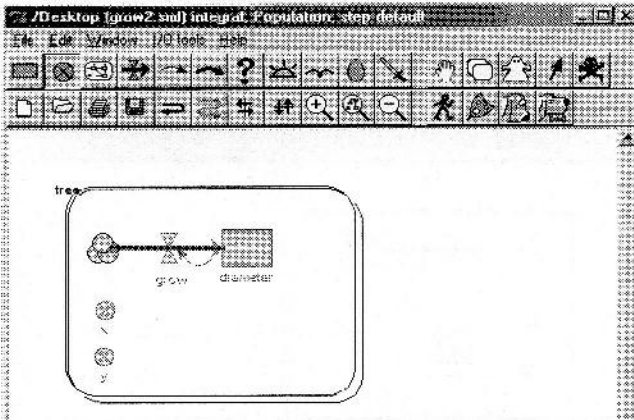 /Desktop (grow2.sml) integral, Population: step default
File Edit Window I/O tools Help
?
tree
grow diameter
x
y